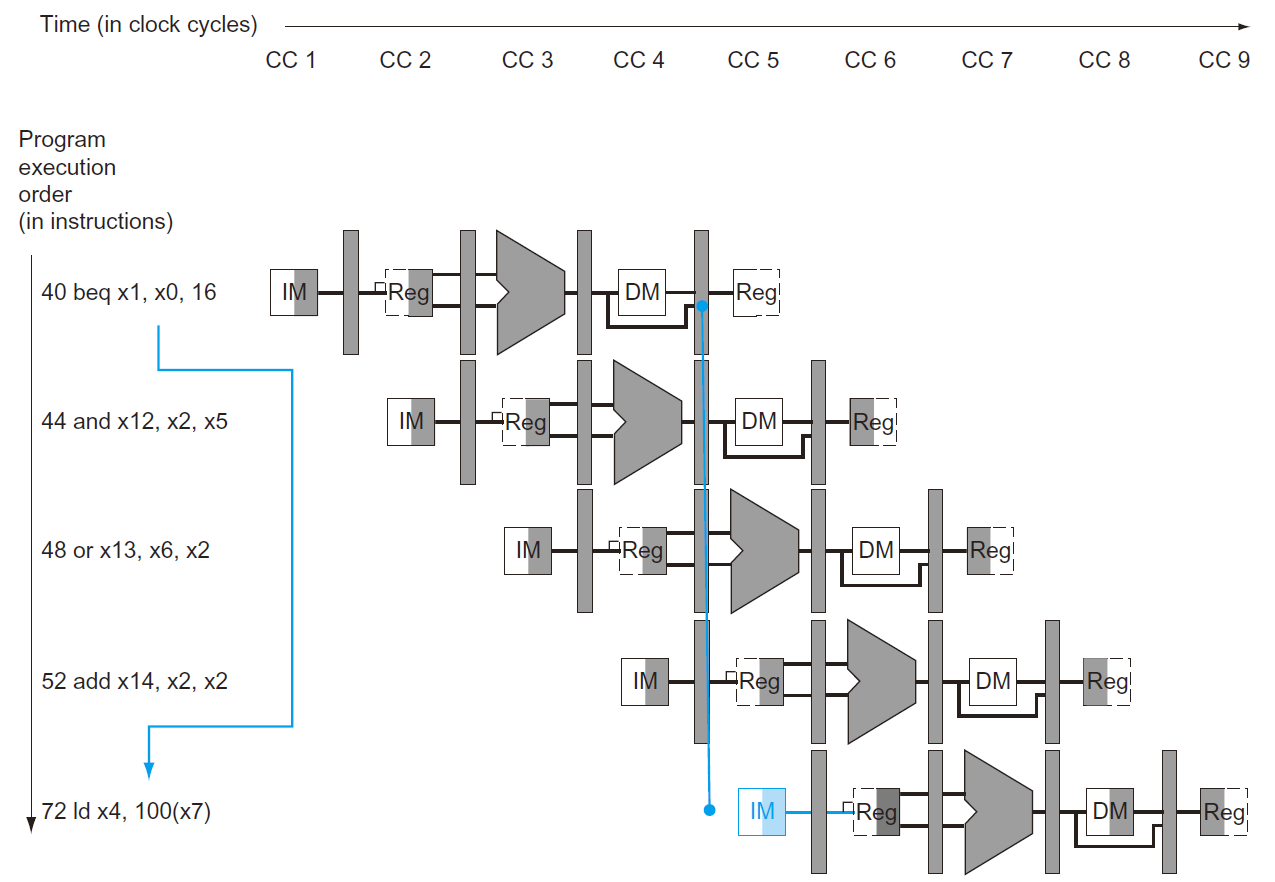 Time (in clock cycles)
CC 1 CC 2 CC 3 CC 4 CC 5 CC 6 CC 7 CC 8 CC 9
Program
execution
order
(in instructions)
40 beq x1, x0, 16 IM Reg DM Reg
44 and x12, x2, x5 IM Reg DM Reg
48 or x13, x6, x2 IM Reg DM Reg
52 add x14, x2, x2 IM Reg DM Reg
72 ld x4, 100(x7) IM Reg DM Reg